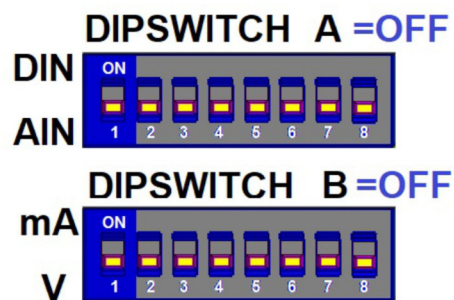 DIPSWITCH A =OFF
DIN ON
AIN 1 2 3 4 5 6 7 8
DIPSWITCH B =OFF
mA ON
V 1 2 3 4 5 6 7 8